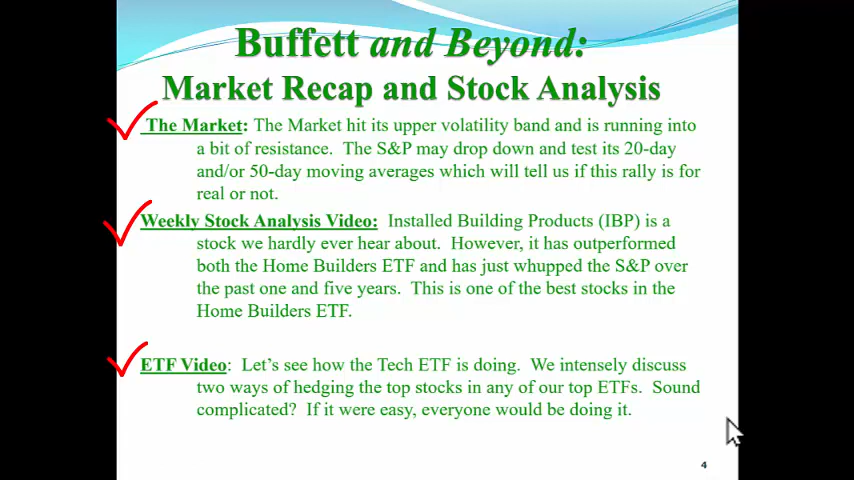 Buffett and Beyond:
Market Recap and Stock Analysis
The Market: The Market hit its upper volatility band and is running into
a bit of resistance. The S&P may drop down and test its 20-day
and/or 50-day moving averages which will tell us if this rally is for
real or not.
Weekly Stock Analysis Video: Installed Building Products (IBP) is a
stock we hardly ever hear about. However, it has outperformed
both the Home Builders ETF and has just whupped the S&P over
the past one and five years. This is one of the best stocks in the
Home Builders ETF.
ETF Video: Let’s see how the Tech ETF is doing. We intensely discuss
two ways of hedging the top stocks in any of our top ETFs. Sound
complicated? If it were easy, everyone would be doing it.
4